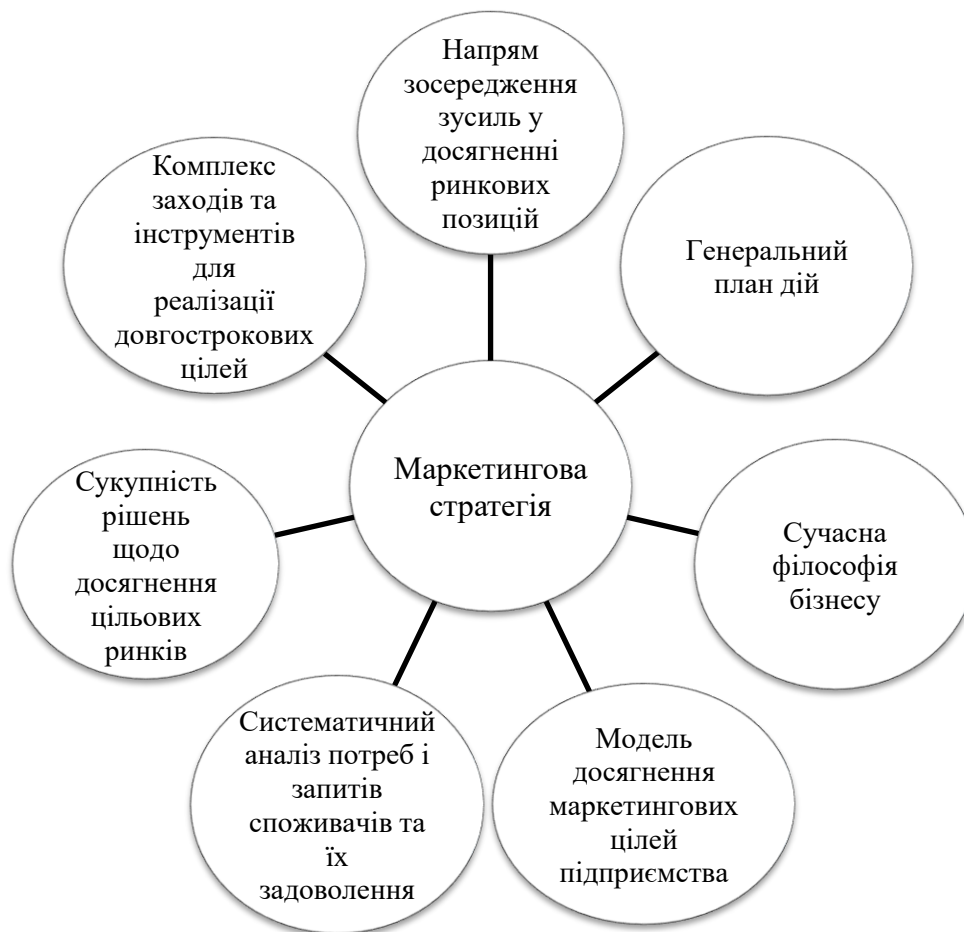 Напрям
зосередження
зусиль у
досягненні
ринкових
позицій
Генеральний
план дій
Сучасна
філософія
бізнесу
Модель
досягнення
маркетингових
цілей
підприємства
Систематичний
аналіз потреб і
запитів
споживачів та
їх
задоволення
Сукупність
рішень
щодо
досягнення
цільових
ринків
Комплекс
заходів та
інструментів
для
реалізації
довгострокових
цілей
Маркетингова
стратегія